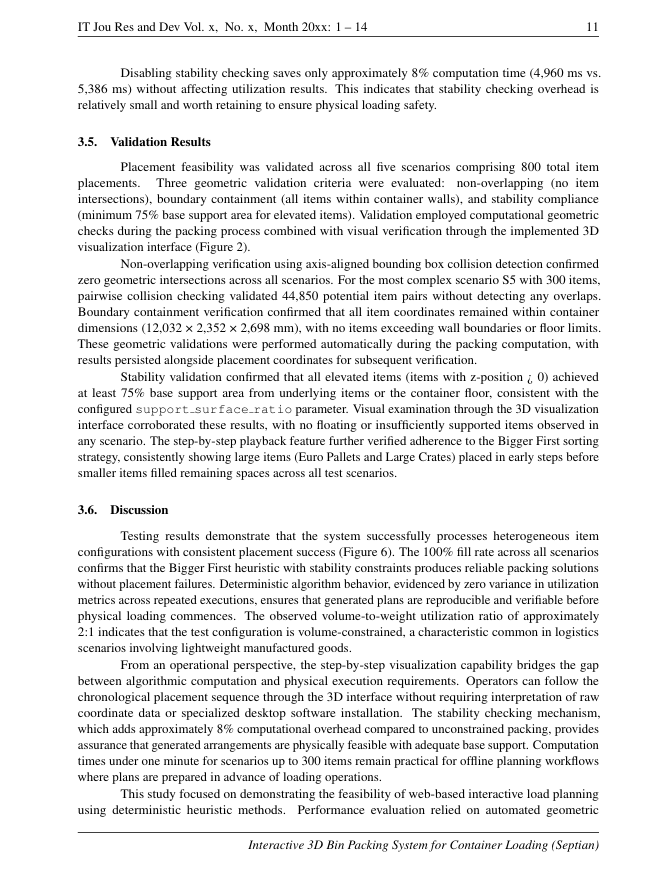 IT Jou Res and Dev Vol. x, No. x, Month 20xx: 1 – 14 11
Disabling stability checking saves only approximately 8% computation time (4,960 ms vs.
5,386 ms) without affecting utilization results. This indicates that stability checking overhead is
relatively small and worth retaining to ensure physical loading safety.
3.5. Validation Results
Placement feasibility was validated across all five scenarios comprising 800 total item
placements. Three geometric validation criteria were evaluated: non-overlapping (no item
intersections), boundary containment (all items within container walls), and stability compliance
(minimum 75% base support area for elevated items). Validation employed computational geometric
checks during the packing process combined with visual verification through the implemented 3D
visualization interface (Figure 2).
Non-overlapping verification using axis-aligned bounding box collision detection confirmed
zero geometric intersections across all scenarios. For the most complex scenario S5 with 300 items,
pairwise collision checking validated 44,850 potential item pairs without detecting any overlaps.
Boundary containment verification confirmed that all item coordinates remained within container
dimensions (12,032 × 2,352 × 2,698 mm), with no items exceeding wall boundaries or floor limits.
These geometric validations were performed automatically during the packing computation, with
results persisted alongside placement coordinates for subsequent verification.
Stability validation confirmed that all elevated items (items with z-position ¿ 0) achieved
at least 75% base support area from underlying items or the container floor, consistent with the
configured support_surface_ratio parameter. Visual examination through the 3D visualization
interface corroborated these results, with no floating or insufficiently supported items observed in
any scenario. The step-by-step playback feature further verified adherence to the Bigger First sorting
strategy, consistently showing large items (Euro Pallets and Large Crates) placed in early steps before
smaller items filled remaining spaces across all test scenarios.
3.6. Discussion
Testing results demonstrate that the system successfully processes heterogeneous item
configurations with consistent placement success (Figure 6). The 100% fill rate across all scenarios
confirms that the Bigger First heuristic with stability constraints produces reliable packing solutions
without placement failures. Deterministic algorithm behavior, evidenced by zero variance in utilization
metrics across repeated executions, ensures that generated plans are reproducible and verifiable before
physical loading commences. The observed volume-to-weight utilization ratio of approximately
2:1 indicates that the test configuration is volume-constrained, a characteristic common in logistics
scenarios involving lightweight manufactured goods.
From an operational perspective, the step-by-step visualization capability bridges the gap
between algorithmic computation and physical execution requirements. Operators can follow the
chronological placement sequence through the 3D interface without requiring interpretation of raw
coordinate data or specialized desktop software installation. The stability checking mechanism,
which adds approximately 8% computational overhead compared to unconstrained packing, provides
assurance that generated arrangements are physically feasible with adequate base support. Computation
times under one minute for scenarios up to 300 items remain practical for offline planning workflows
where plans are prepared in advance of loading operations.
This study focused on demonstrating the feasibility of web-based interactive load planning
using deterministic heuristic methods. Performance evaluation relied on automated geometric
Interactive 3D Bin Packing System for Container Loading (Septian)